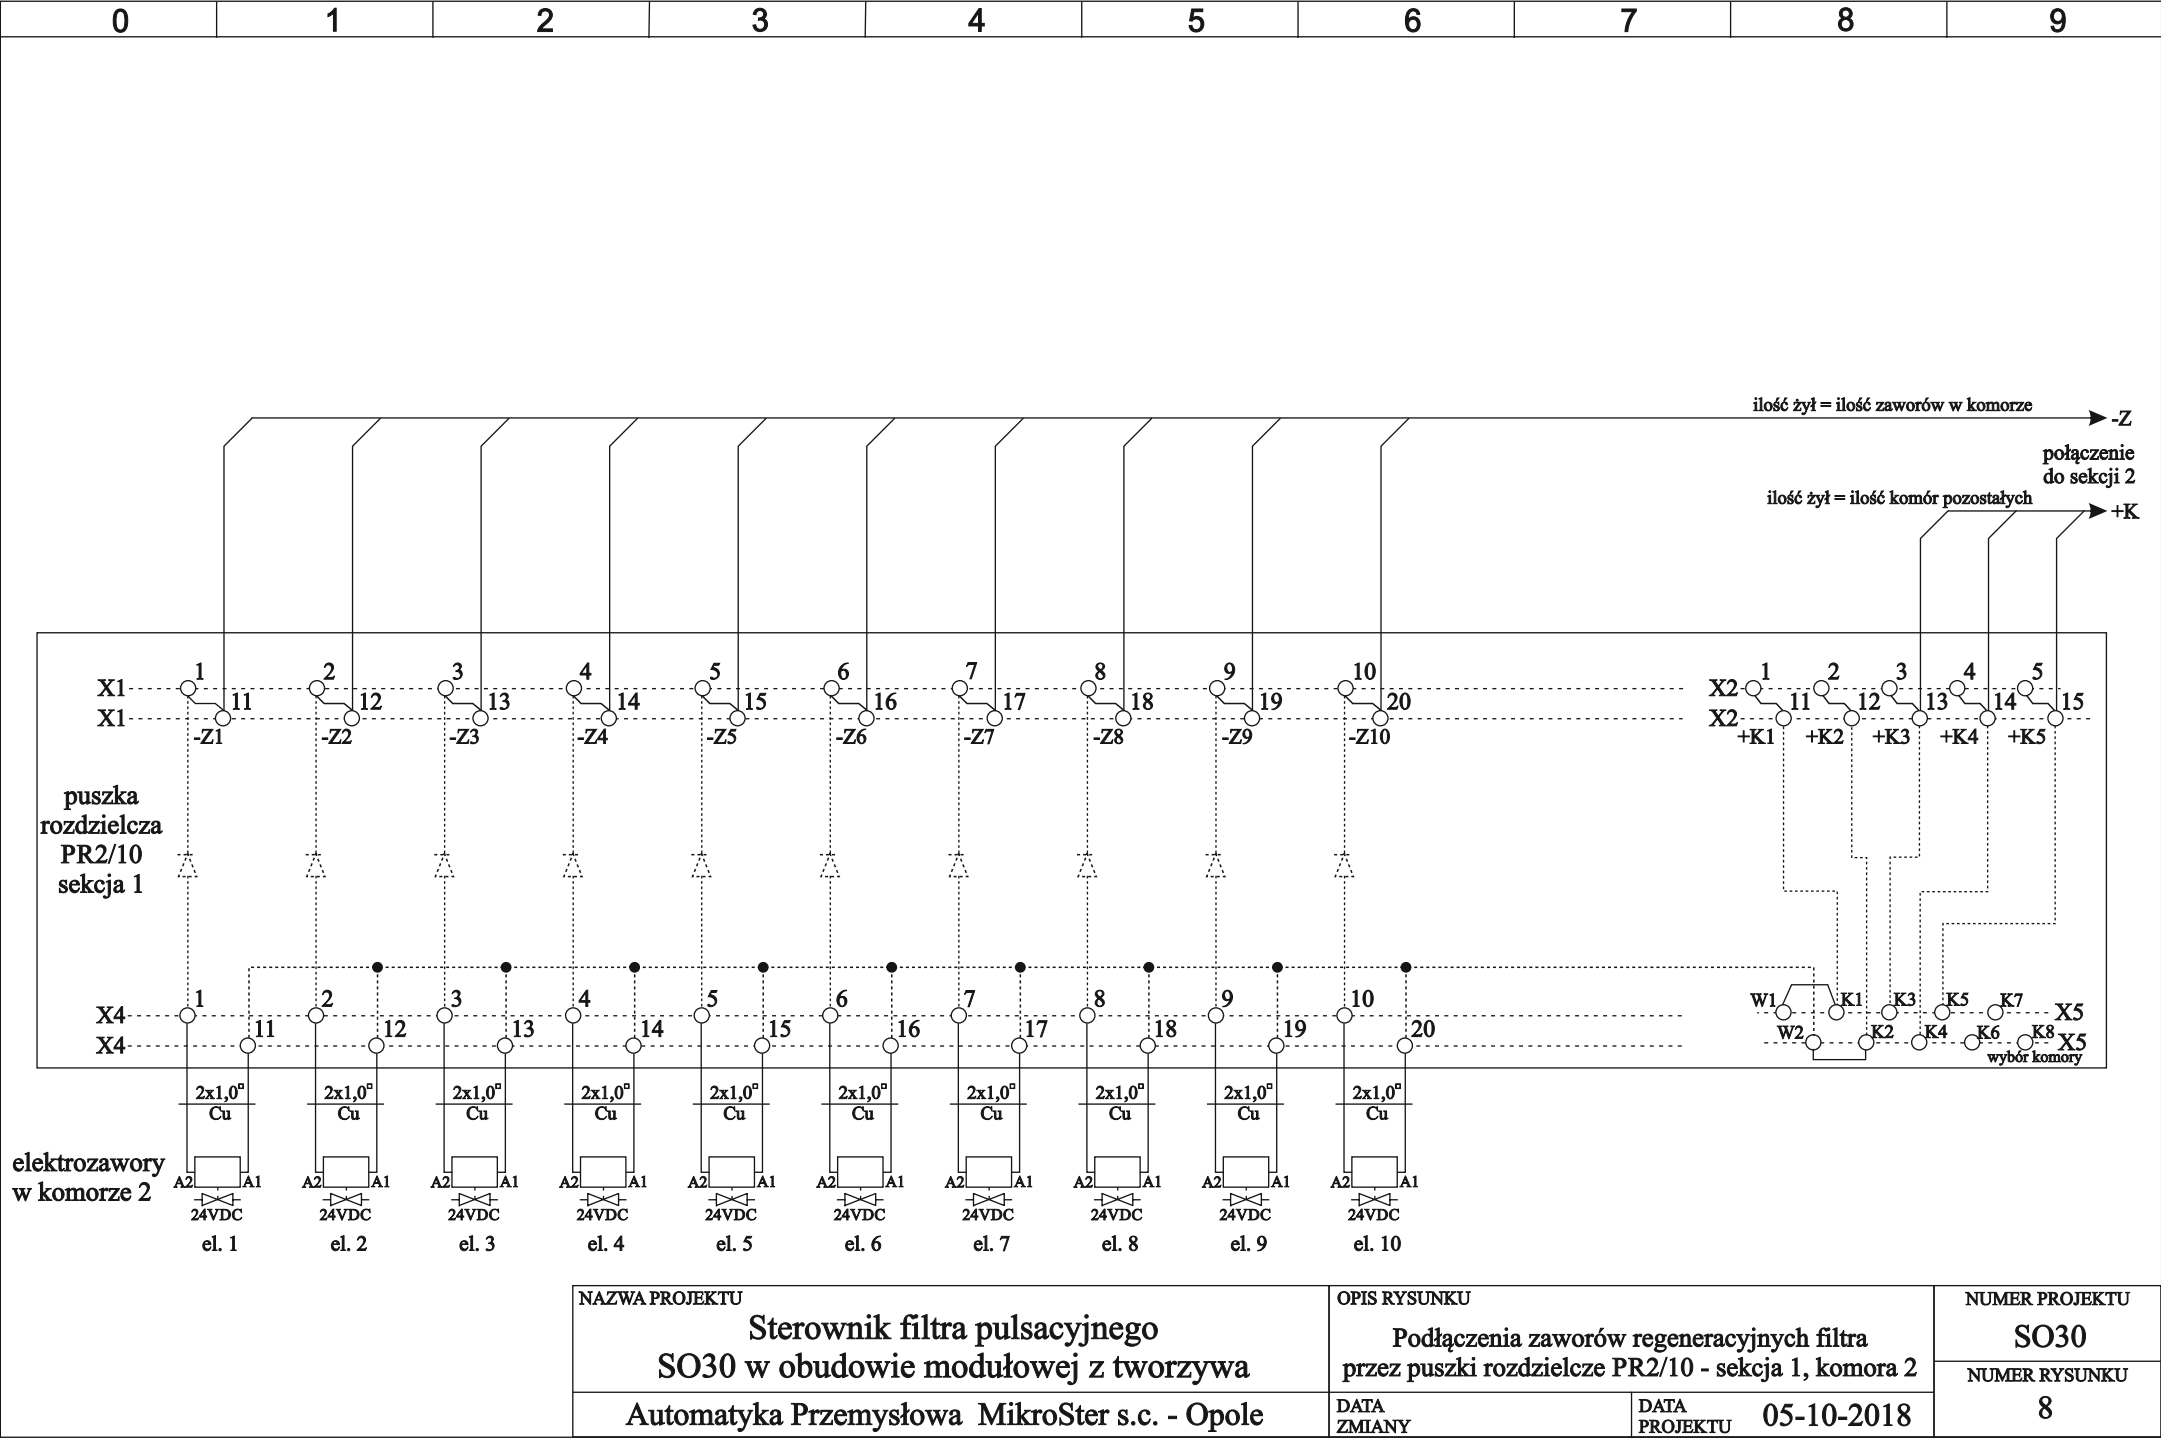 0 1 2 3 4 5 6 7 8 9
ilość żył = ilość zaworów w komorze
-Z
połączenie
do sekcji 2
ilość żył = ilość komór pozostałych
+K
1 2 3 4 5 6 7 8 9 10 1 2 3 4 5
X1 X2
11 12 13 14 15 16 17 18 19 20 11 12 13 14 15
X1 X2
-Z1 -Z2 -Z3 -Z4 -Z5 -Z6 -Z7 -Z8 -Z9 -Z10 +K1 +K2 +K3 +K4 +K5
puszka
rozdzielcza
PR2/10
sekcja 1
1 2 3 4 5 6 7 8 9 10 W1 K1 K3 K5 K7
X4 X5
11 12 13 14 15 16 17 18 19 20 W2 K2 K4 K6 K8
X4 X5
wybór komory
2x1,0¤ 2x1,0¤ 2x1,0¤ 2x1,0¤ 2x1,0¤ 2x1,0¤ 2x1,0¤ 2x1,0¤ 2x1,0¤ 2x1,0¤
Cu Cu Cu Cu Cu Cu Cu Cu Cu Cu
elektrozawory
w komorze 2
A2 A1 A2 A1 A2 A1 A2 A1 A2 A1 A2 A1 A2 A1 A2 A1 A2 A1 A2 A1
24VDC 24VDC 24VDC 24VDC 24VDC 24VDC 24VDC 24VDC 24VDC 24VDC
el. 1 el. 2 el. 3 el. 4 el. 5 el. 6 el. 7 el. 8 el. 9 el. 10
NAZWA PROJEKTU
Sterownik filtra pulsacyjnego
SO30 w obudowie modułowej z tworzywa
Automatyka Przemysłowa MikroSter s.c. - Opole
OPIS RYSUNKU
Podłączenia zaworów regeneracyjnych filtra
przez puszki rozdzielcze PR2/10 - sekcja 1, komora 2
DATA
ZMIANY
DATA
PROJEKTU
05-10-2018
NUMER PROJEKTU
SO30
NUMER RYSUNKU
8